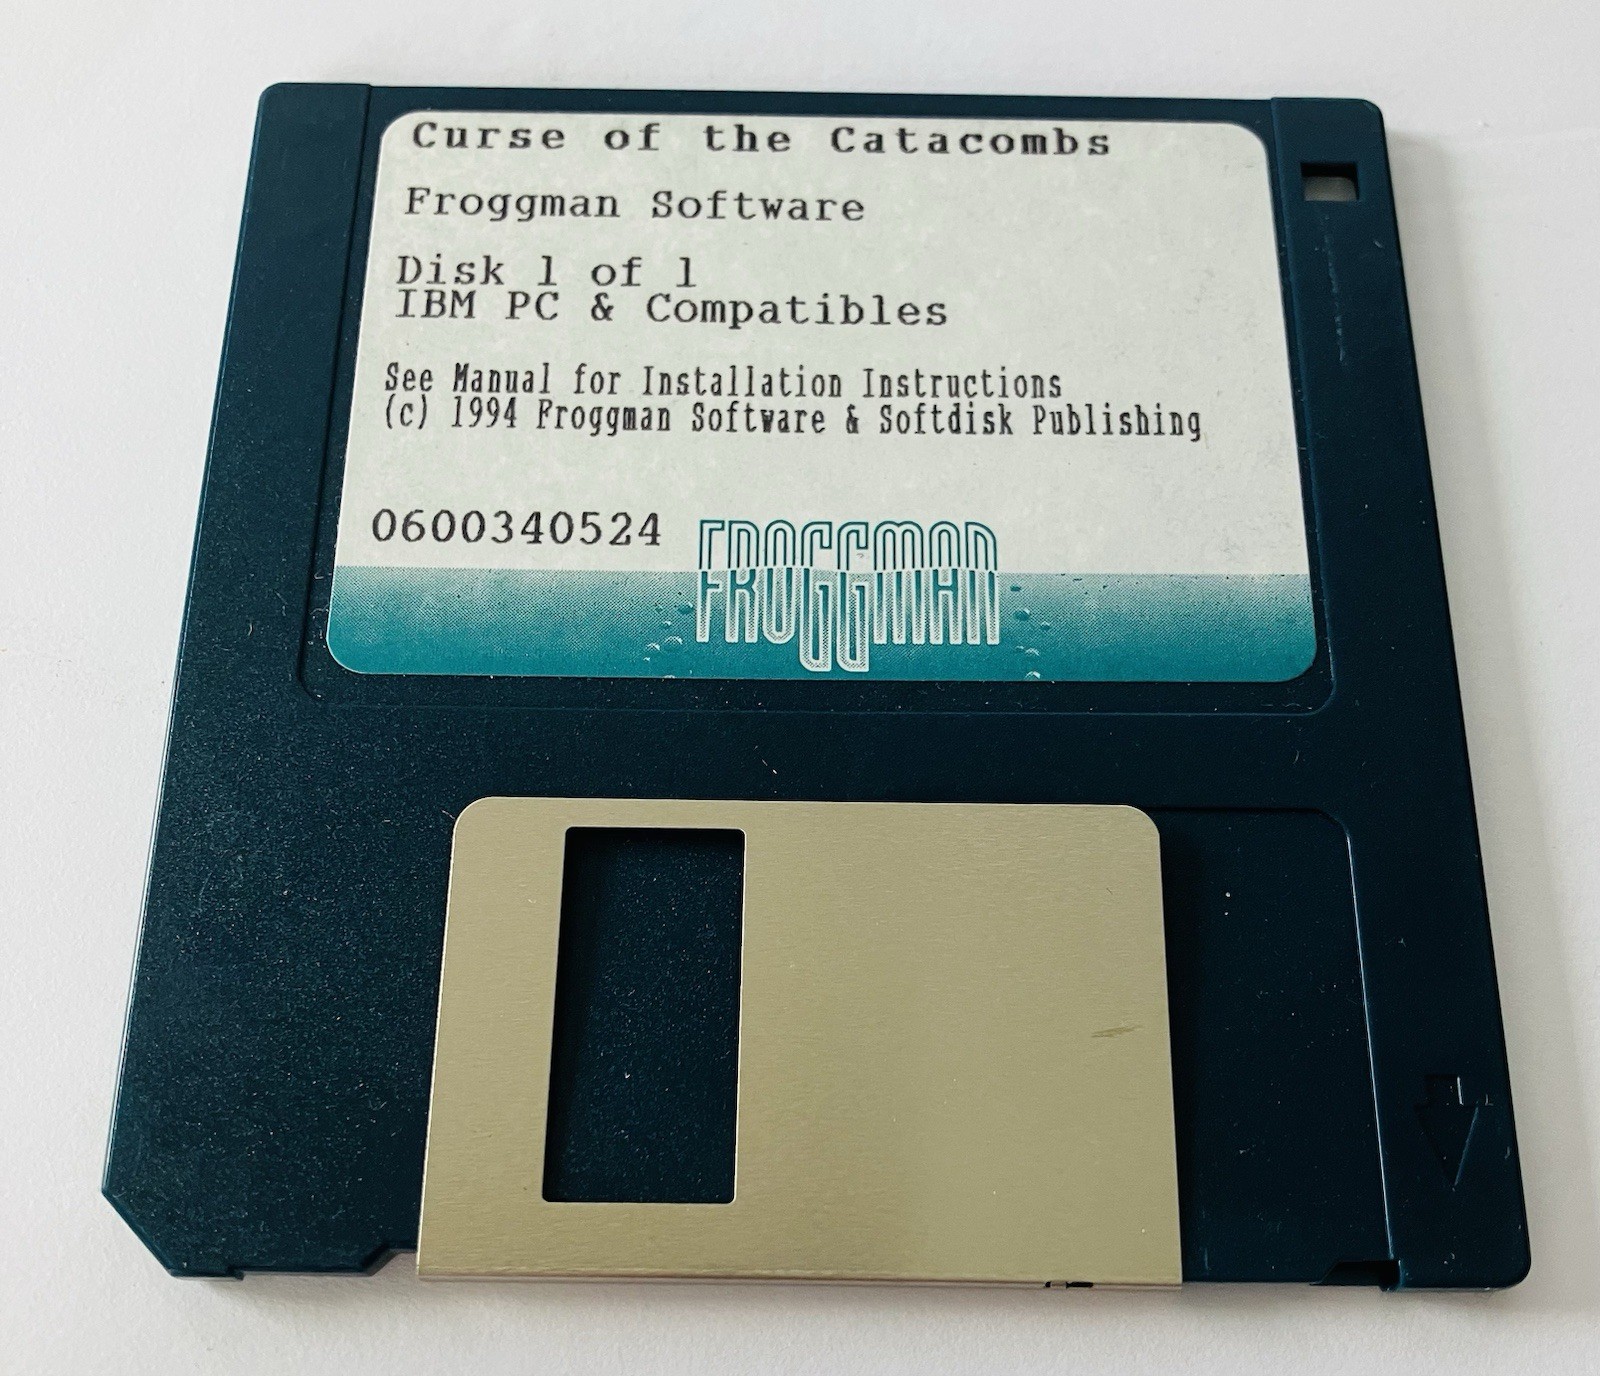 Curse of the Catacombs
Froggman Software
Disk 1 of 1
IBM PC & Compatibles
See Manual for Installation Instructions
(c) 1994 Froggman Software & Softdisk Publishing
0600340524
FROGGMAN